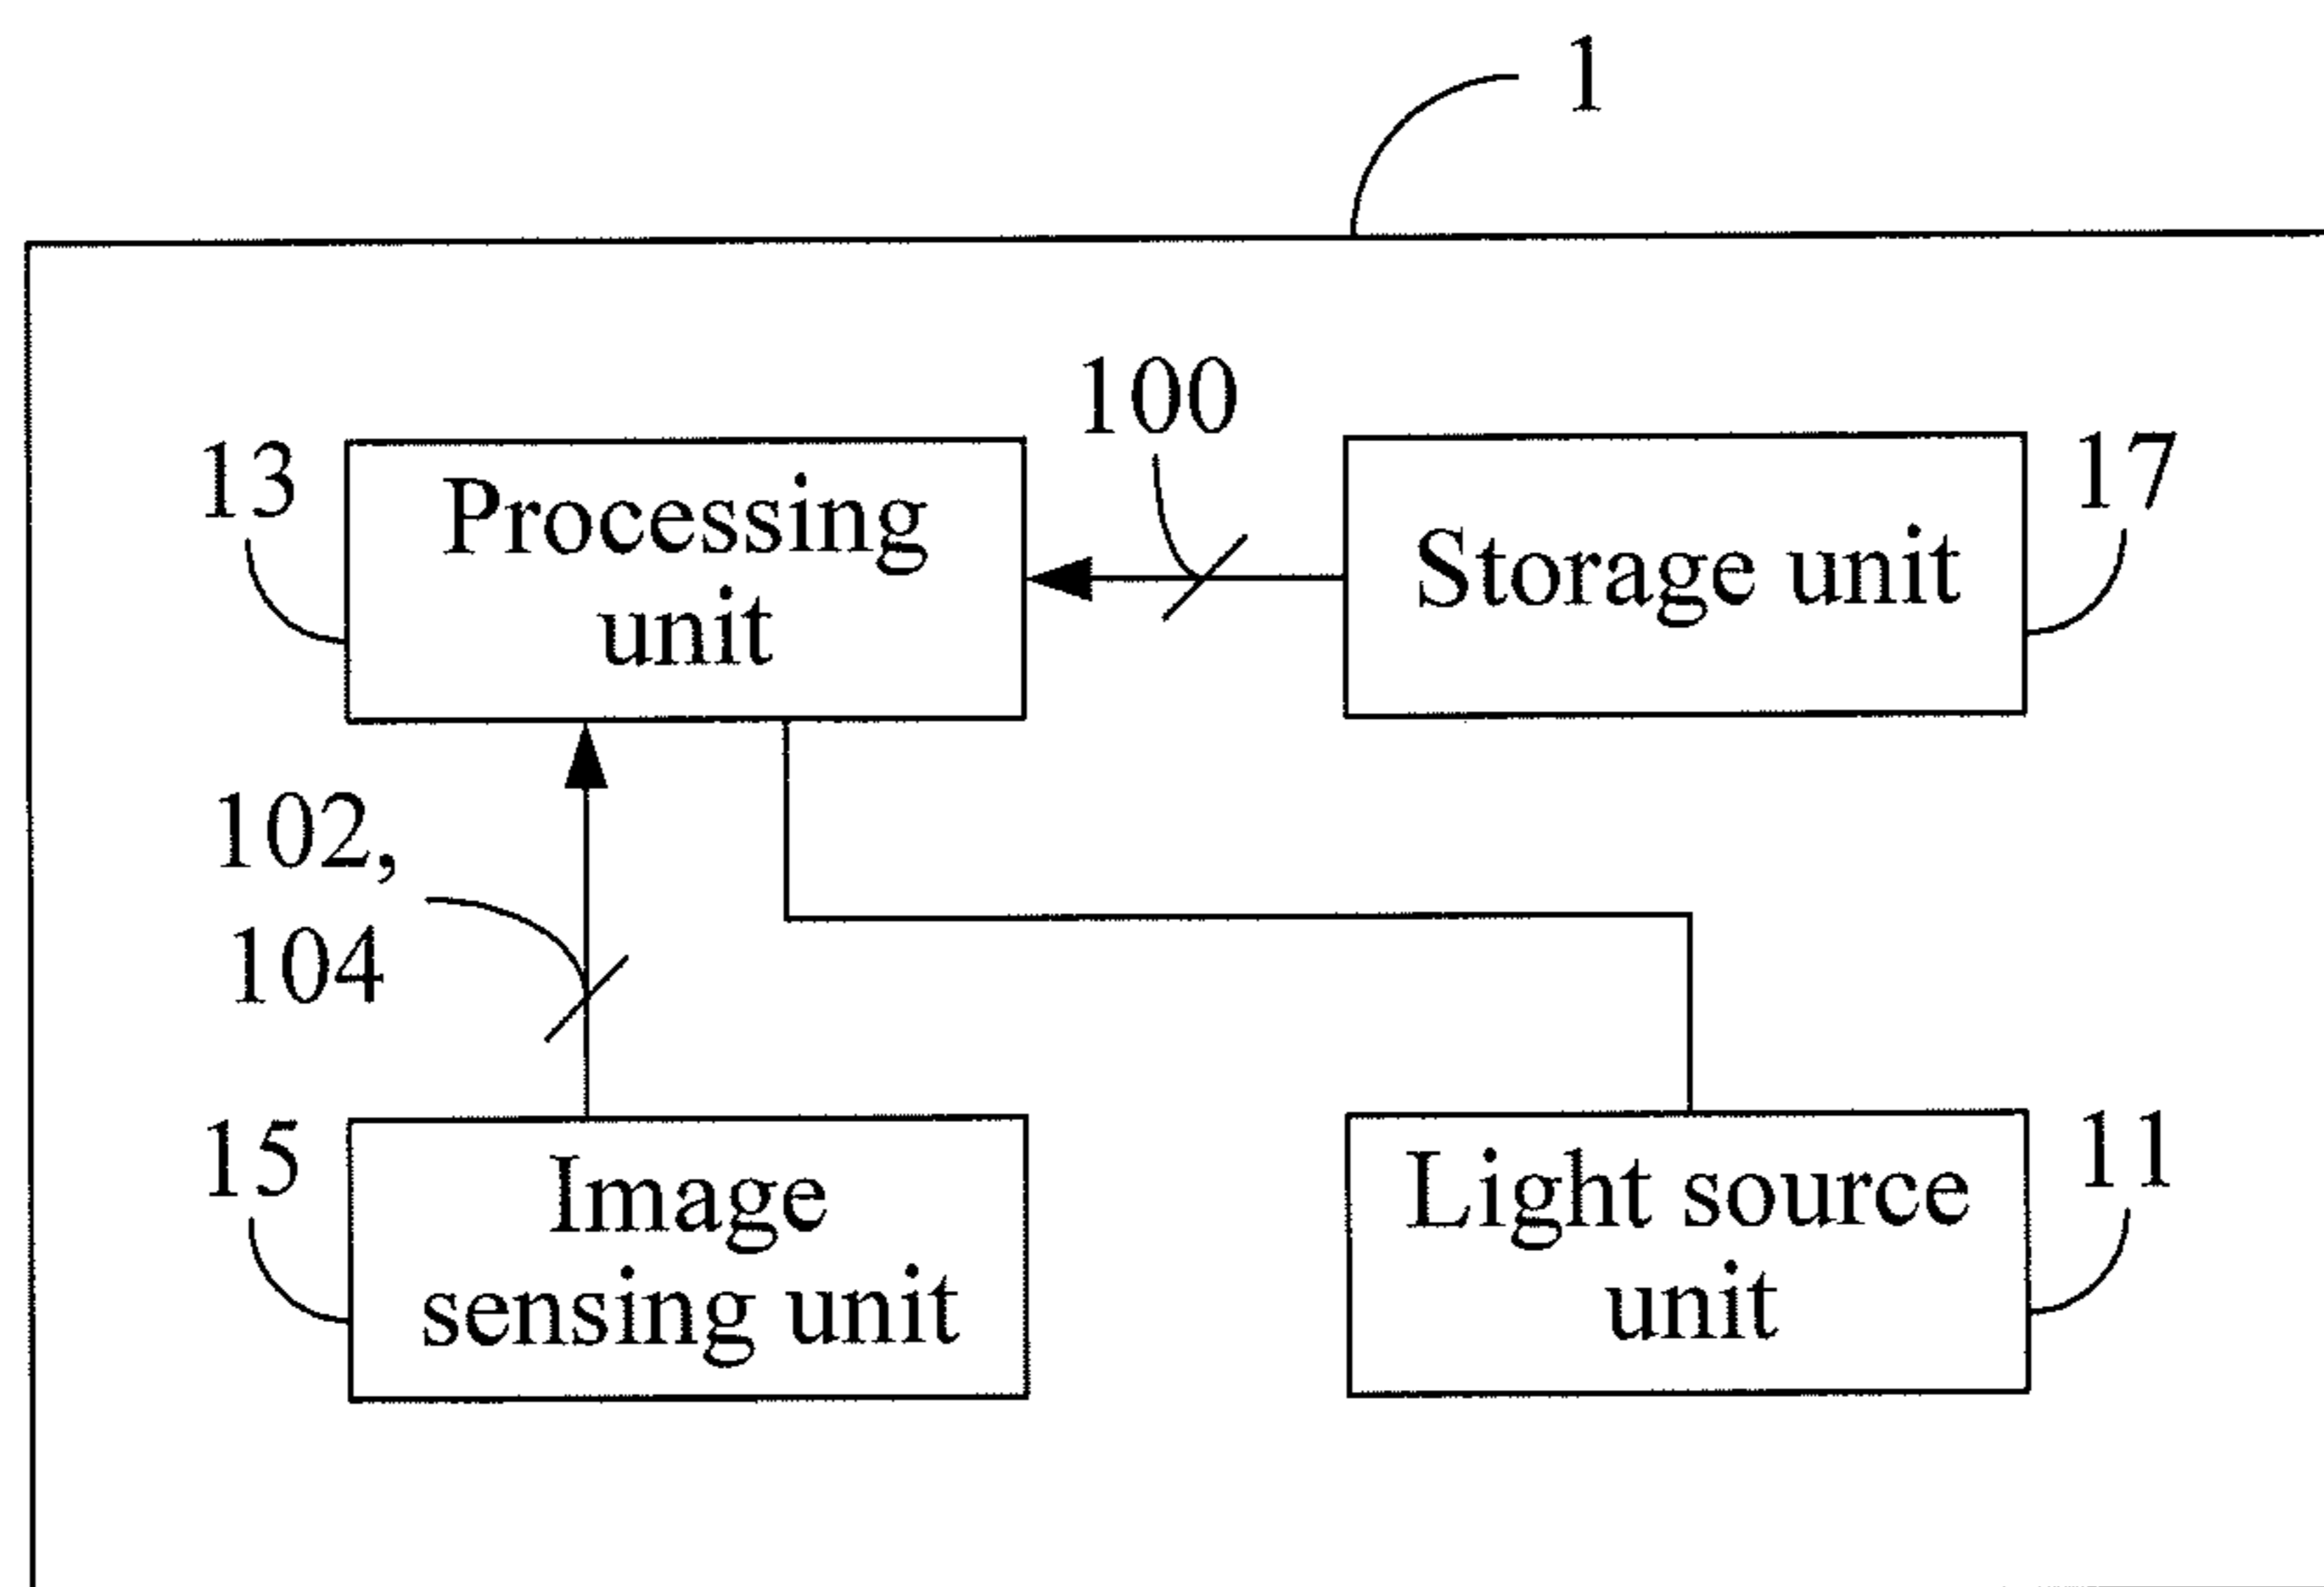 1
100
13
Processing
unit
Storage unit
17
102,
104
15
Image
sensing unit
Light source
unit
11